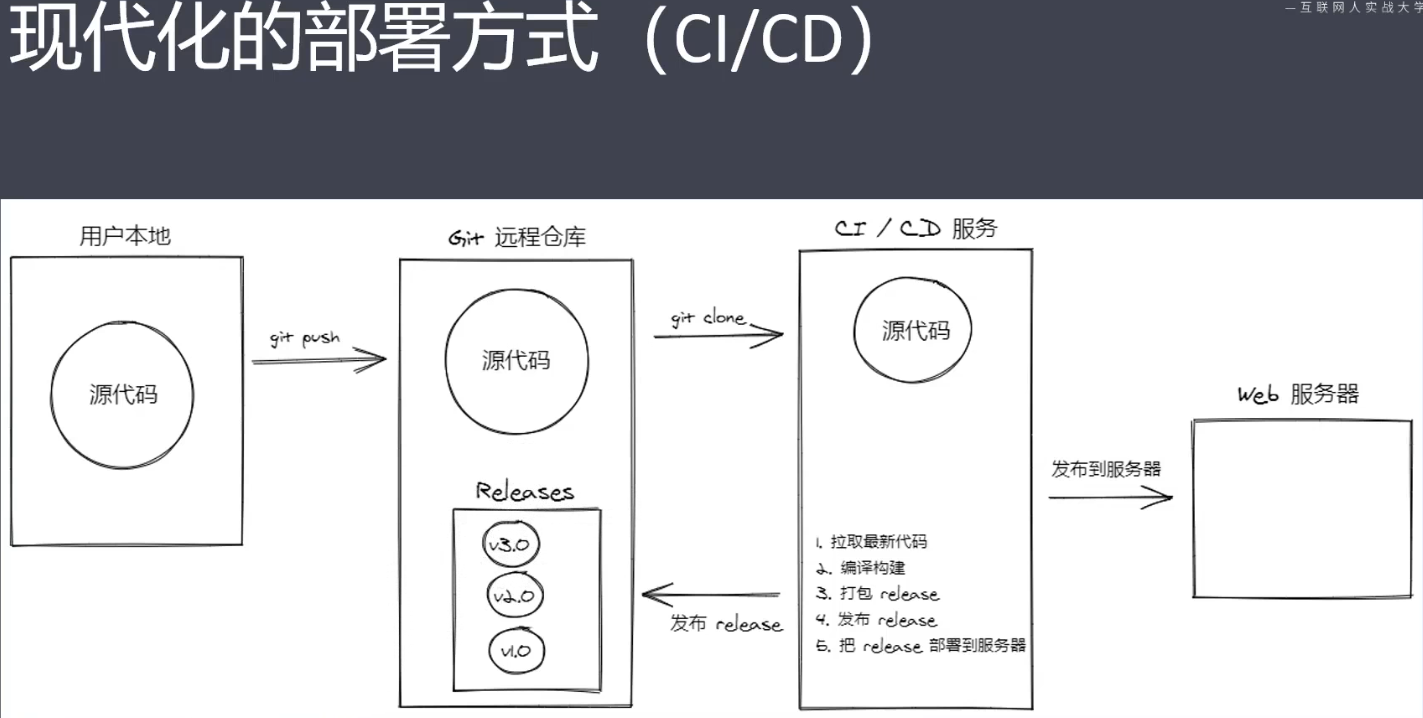 一互联网人实战大学
现代化的部署方式（CI/CD）
用户本地
源代码
git push
Git 远程仓库
源代码
Releases
v3.0
v2.0
v1.0
git clone
发布 release
CI / CD 服务
源代码
1. 拉取最新代码
2. 编译构建
3. 打包 release
4. 发布 release
5. 把 release 部署到服务器
发布到服务器
Web 服务器